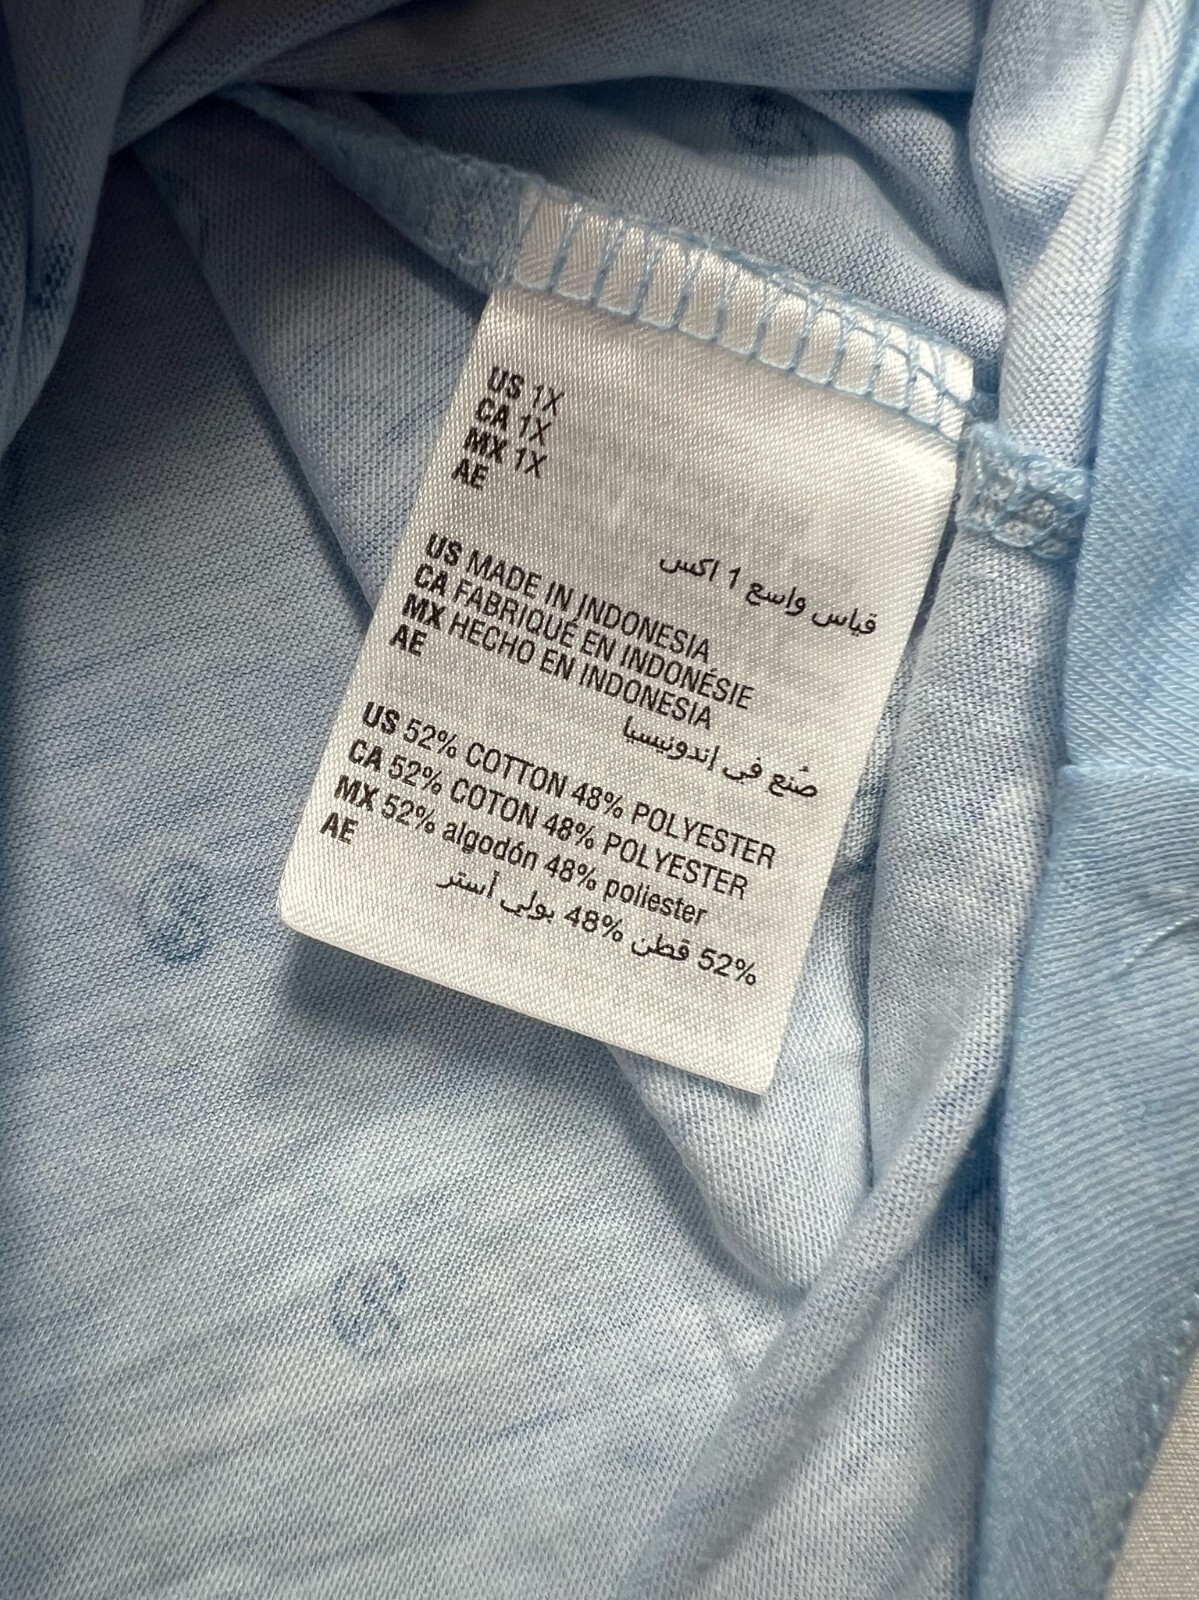 US 1X
CA 1X
MX 1X
AE
قياس واسع 1 اكس
US MADE IN INDONESIA
CA FABRIQUÉ EN INDONÉSIE
MX HECHO EN INDONESIA
AE
صُنع في إندونيسيا
US 52% COTTON 48% POLYESTER
CA 52% COTON 48% POLYESTER
MX 52% algodón 48% poliester
AE
52% قطن 48% بولي أستر